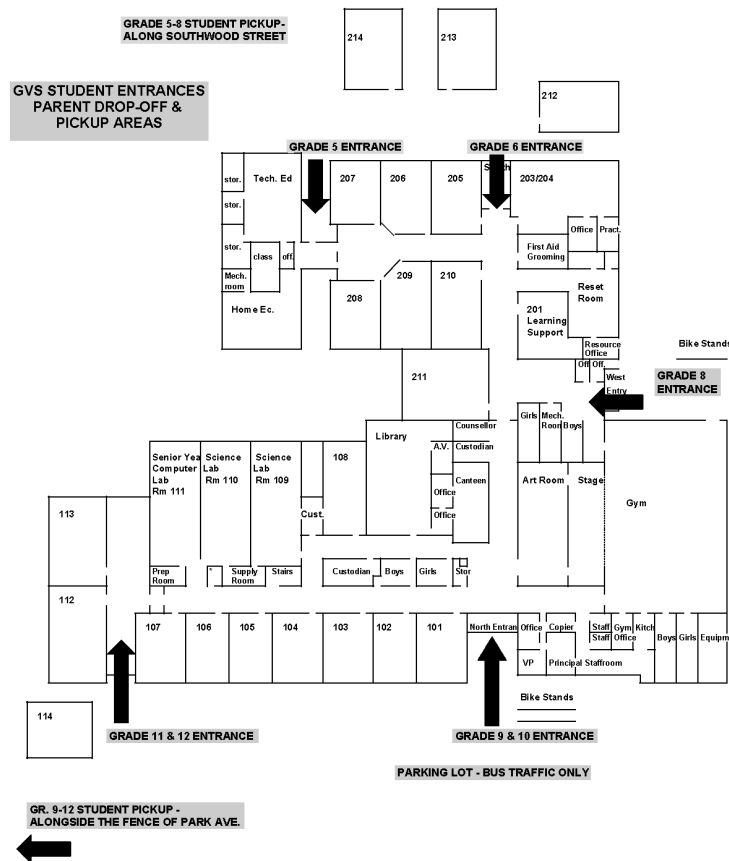 GRADE 5-8 STUDENT PICKUP-
ALONG SOUTHWOOD STREET
214
213
GVS STUDENT ENTRANCES
PARENT DROP-OFF &
PICKUP AREAS
212
GRADE 5 ENTRANCE
GRADE 6 ENTRANCE
stor.
Tech. Ed
207
206
205
203/204
stor.
stor.
class
off.
Office
Pract.
First Aid
Grooming
Mech.
room
Home Ec.
208
209
210
Reset
Room
201
Learning
Support
Resource
Office
Off
Off.
Bike Stands
211
West
Entry
GRADE 8
ENTRANCE
Girls
Mech.
Room
Boys
Library
Counsellor
A.V.
Custodian
Canteen
Office
Office
Art Room
Stage
Gym
Senior Yea
Computer
Lab
Rm 111
Science
Lab
Rm 110
Science
Lab
Rm 109
108
Cust.
113
Prep
Room
*
Supply
Room
Stairs
Custodian
Boys
Girls
Stor
112
107
106
105
104
103
102
101
North Entran
Office
Copier
Staff
Staff
Gym
Office
Kitch
Boys
Girls
Equipm
VP
Principal
Staffroom
Bike Stands
114
GRADE 11 & 12 ENTRANCE
GRADE 9 & 10 ENTRANCE
PARKING LOT - BUS TRAFFIC ONLY
GR. 9-12 STUDENT PICKUP -
ALONGSIDE THE FENCE OF PARK AVE.